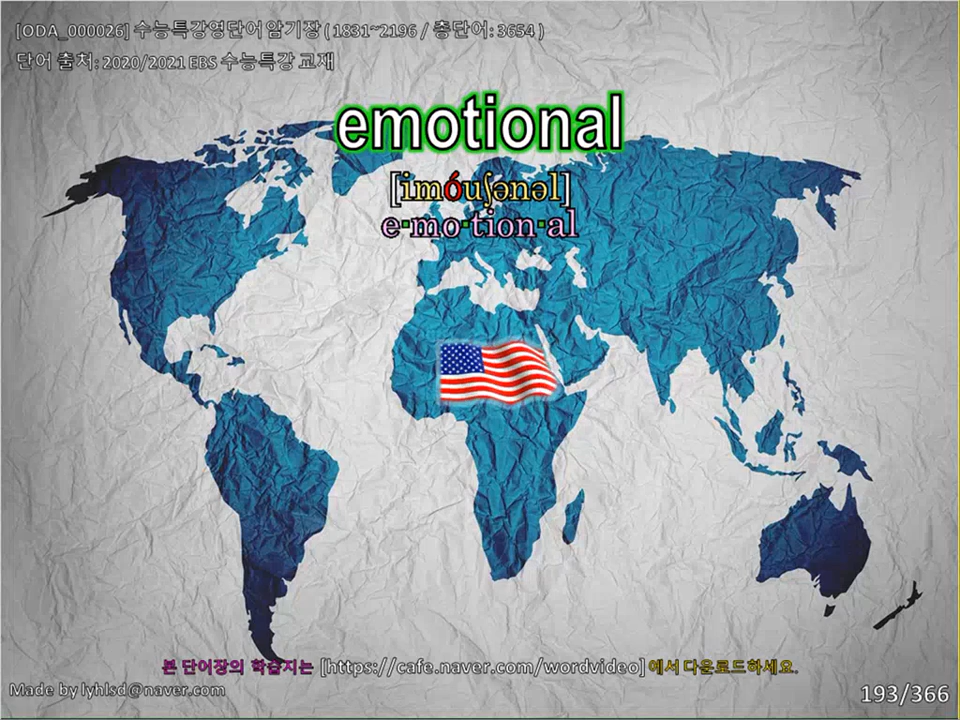 [ODA_000026] 수능특강영단어 암기장 ( 1831~2196 / 총단어: 3654 )
단어 출처: 2020/2021 EBS 수능특강 교재
emotional
[imóuʃənəl]
e·mo·tion·al
본 단어장의 학습지는 [https://cafe.naver.com/wordvideo] 에서 다운로드하세요.
Made by lyhlsd@naver.com
193/366